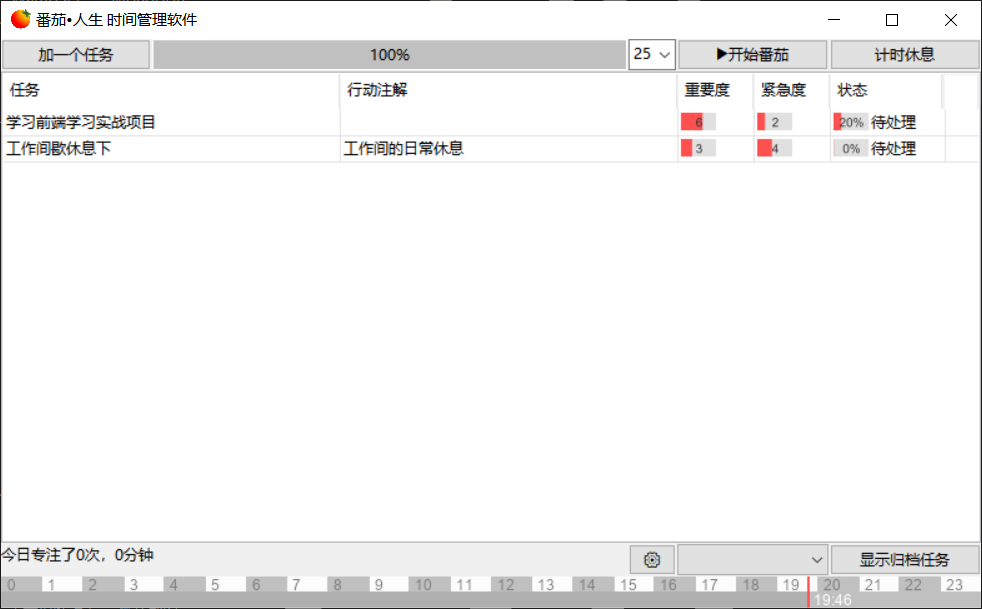 番茄•人生 时间管理软件
加一个任务 100% 25 ▶开始番茄 计时休息
任务 行动注解 重要度 紧急度 状态
学习前端学习实战项目 6 2 20% 待处理
工作间歇休息下 工作间的日常休息 3 4 0% 待处理
今日专注了0次，0分钟 显示归档任务
0 1 2 3 4 5 6 7 8 9 10 11 12 13 14 15 16 17 18 19 20 21 22 23
19:46